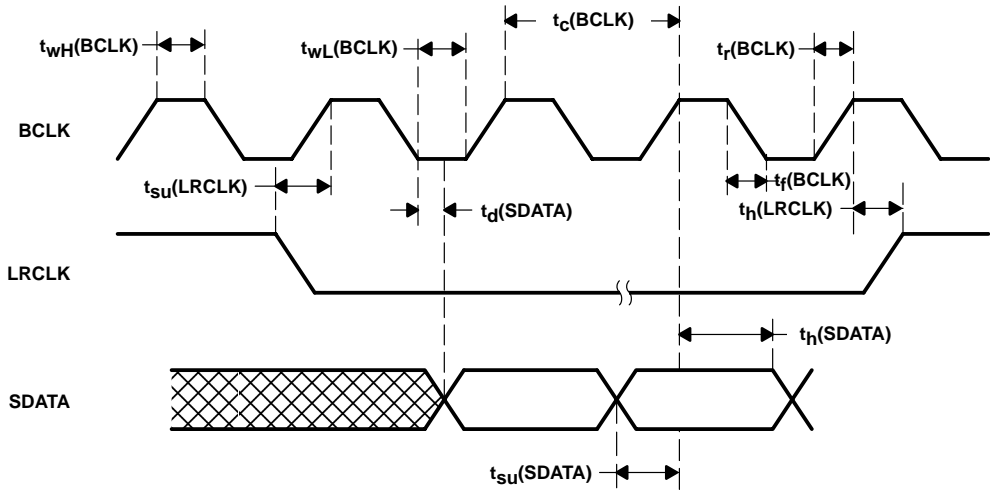 tc(BCLK)
twH(BCLK)
twL(BCLK)
tr(BCLK)
BCLK
tsu(LRCLK)
tf(BCLK)
td(SDATA)
th(LRCLK)
LRCLK
th(SDATA)
SDATA
tsu(SDATA)